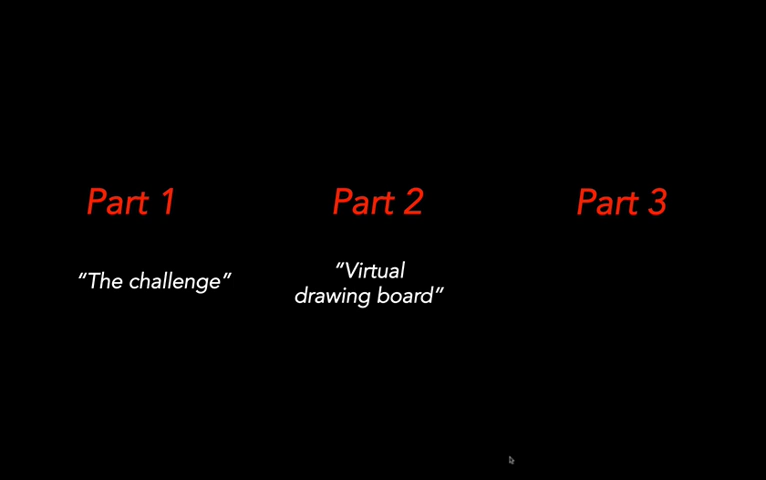 Part 1
Part 2
Part 3
"The challenge"
"Virtual
drawing board"